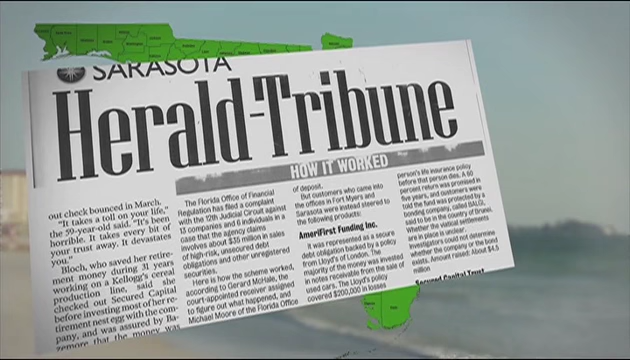 SARASOTA
Herald-Tribune
HOW IT WORKED
out check bounced in March.
"It takes a toll on your life,"
the 59-year-old said. "It's been
horrible. It takes every bit of
your trust away. It devastates
you."
Bloch, who saved her retire-
ment money during 31 years
working on a Kellogg's cereal
production line, said she
checked out Secured Capital
before investing most of her re-
tirement nest egg with the com-
pany, and was assured by Ba-
zemore that the money was
The Florida Office of Financial
Regulation has filed a complaint
with the 12th Judicial Circuit against
13 companies and 6 individuals in a
case that the agency claims
involves about $35 million in sales
of high-risk, unsecured debt
obligations and other unregistered
securities.
Here is how the scheme worked,
according to Gerard McHale, the
court-appointed receiver assigned
to figure out what happened, and
Michael Moore of the Florida Office
of deposit.
But customers who came into
the offices in Fort Myers and
Sarasota were instead steered to
the following products:
AmeriFirst Funding Inc.
It was represented as a secure
debt obligation backed by a policy
from Lloyd's of London. The
majority of the money was invested
in notes receivable from the sale of
used cars. The Lloyd's policy
covered $200,000 in losses
person's life insurance policy
before that person dies. A 60
percent return was promised in
five years, and customers were
told the fund was protected by a
bonding company, called BALGI,
said to be in the country of Brunei.
Whether the viatical settlements
are in place is unclear.
Investigators could not determine
whether the company or the bond
exists. Amount raised: About $4.5
million
Secured Capital Trust